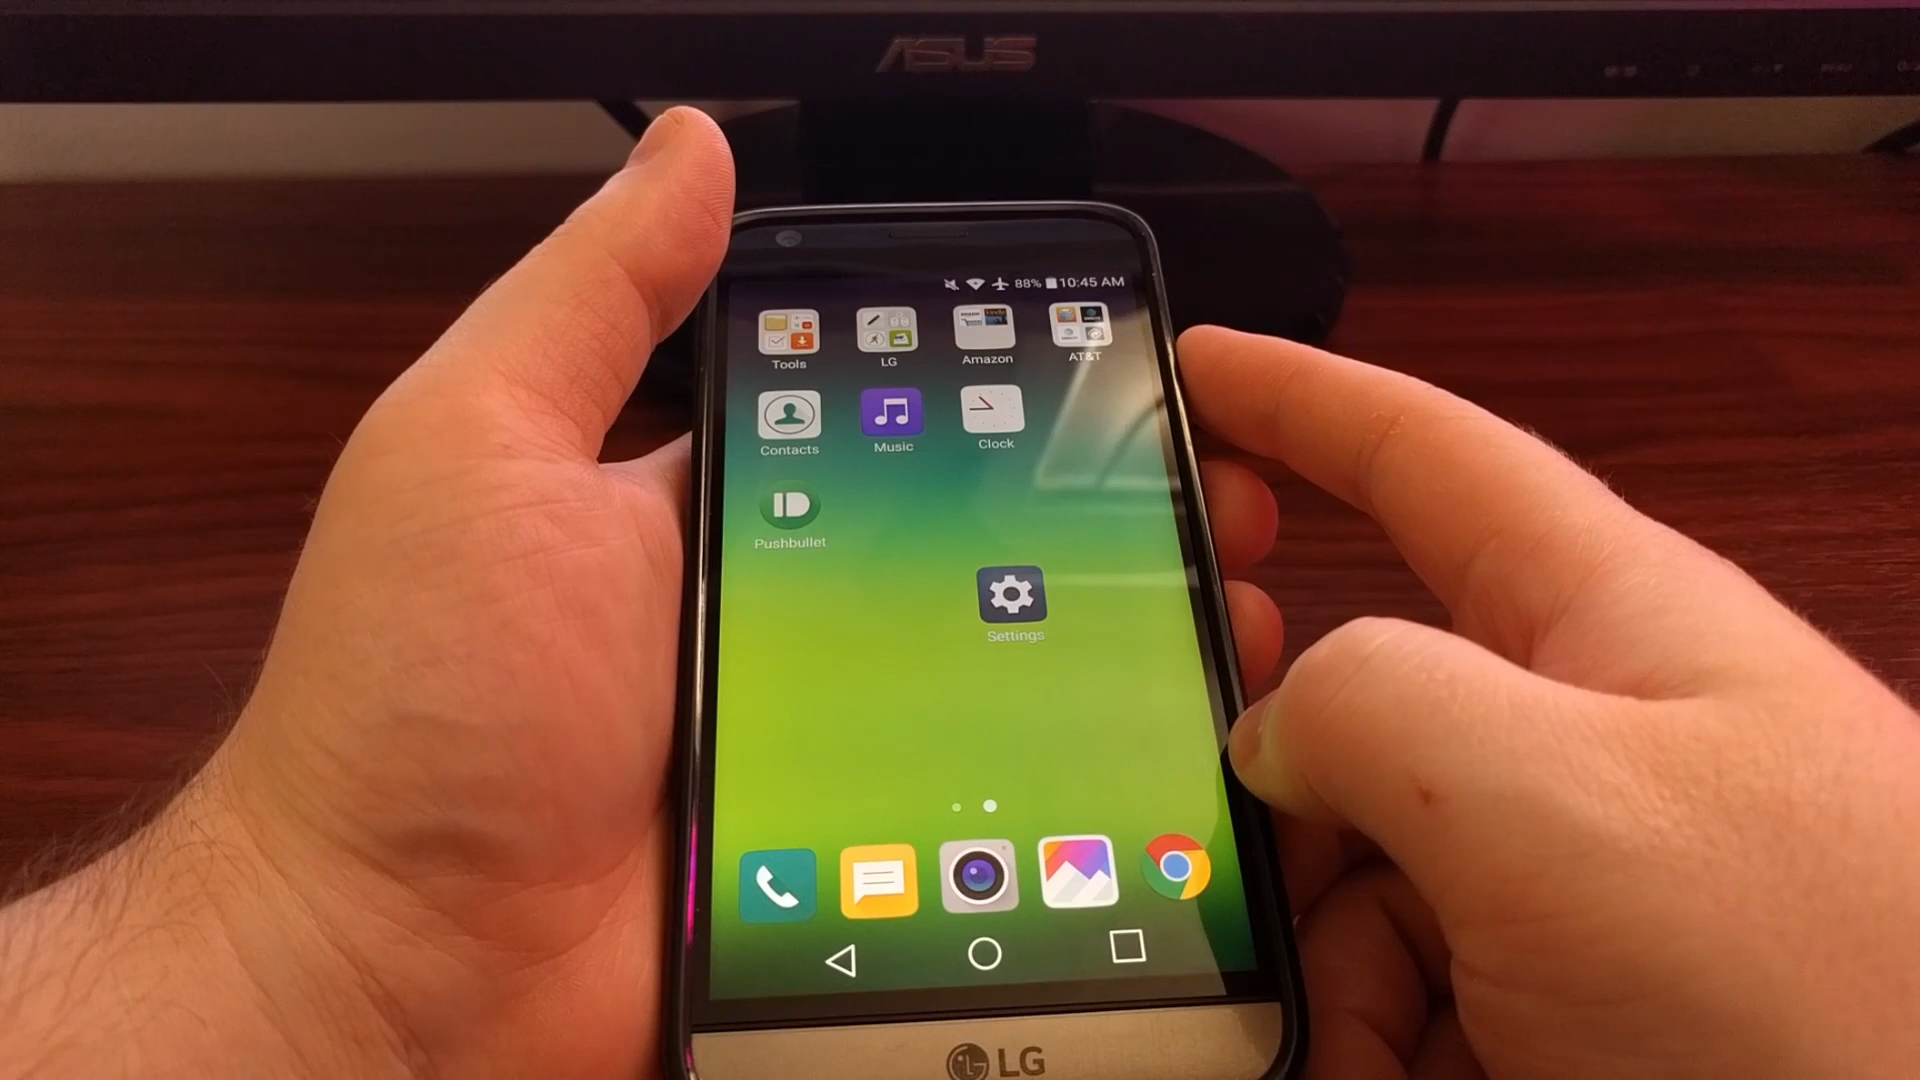 ASUS
88% 10:45 AM
Tools LG Amazon AT&T
Contacts Music Clock
Pushbullet
Settings
LG